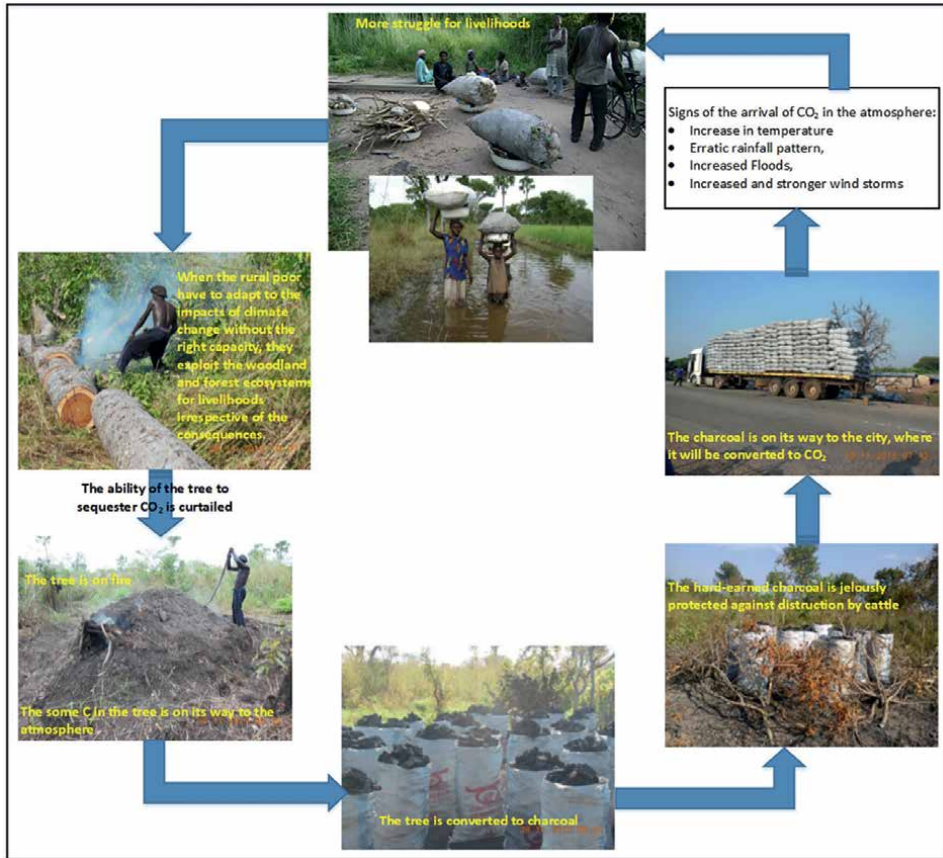 More struggle for livelihoods
Signs of the arrival of CO₂ in the atmosphere:
• Increase in temperature
• Erratic rainfall pattern,
• Increased Floods,
• Increased and stronger wind storms
When the rural poor
have to adapt to the
impacts of climate
change without the
right capacity, they
exploit the woodland
and forest ecosystems
for livelihoods
irrespective of the
consequences.
The ability of the tree to
sequester CO₂ is curtailed
The tree is on fire
The some C in the tree is on its way to the
atmosphere
The tree is converted to charcoal
The hard-earned charcoal is jelously
protected against distruction by cattle
The charcoal is on its way to the city, where
it will be converted to CO₂